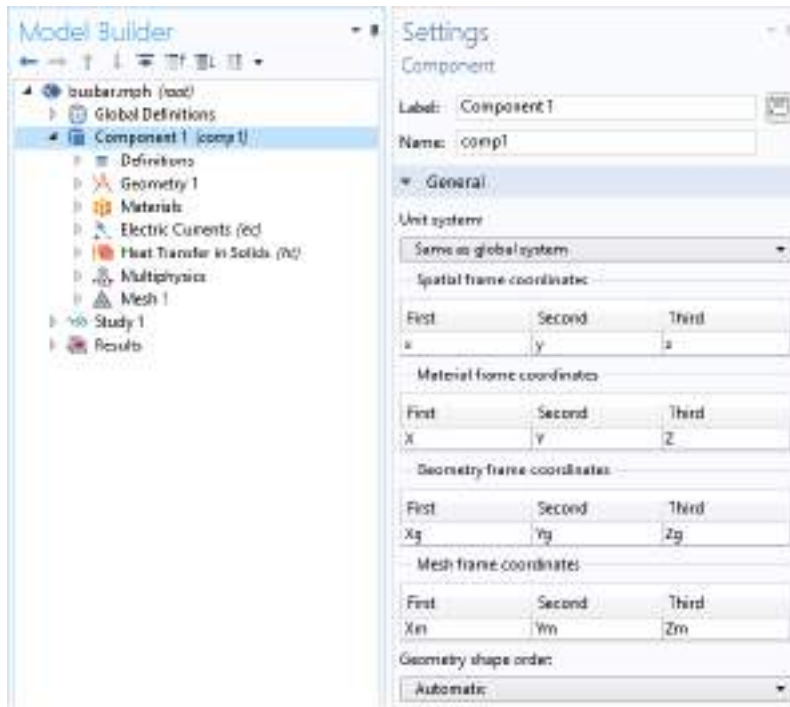 Model Builder
busbar.mph (root)
Global Definitions
Component 1 (comp1)
Definitions
Geometry 1
Materials
Electric Currents (ec)
Heat Transfer in Solids (ht)
Multiphysics
Mesh 1
Study 1
Results
Settings
Component
Label: Component 1
Name: comp1
General
Unit system:
Same as global system
Spatial frame coordinates
First Second Third
x y z
Material frame coordinates
First Second Third
X Y Z
Geometry frame coordinates
First Second Third
Xg Yg Zg
Mesh frame coordinates
First Second Third
Xm Ym Zm
Geometry shape order:
Automatic